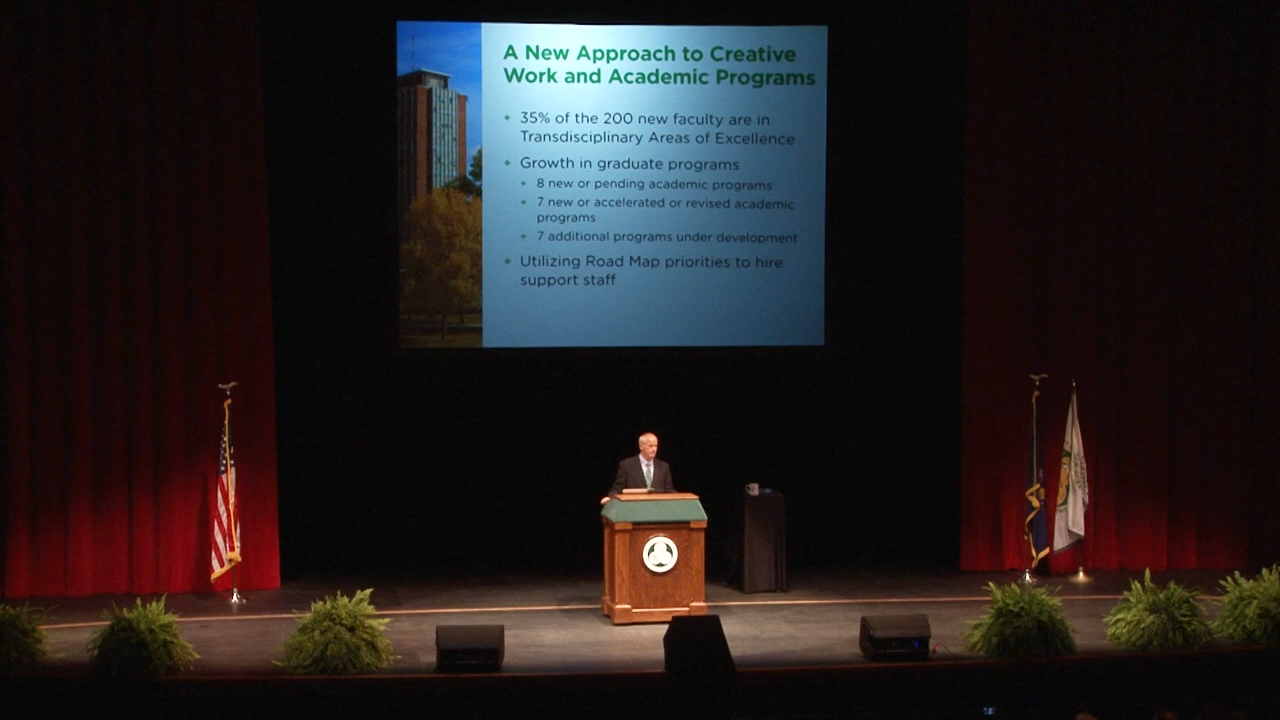 A New Approach to Creative
Work and Academic Programs
35% of the 200 new faculty are in
Transdisciplinary Areas of Excellence
Growth in graduate programs
8 new or pending academic programs
7 new or accelerated or revised academic
programs
7 additional programs under development
Utilizing Road Map priorities to hire
support staff